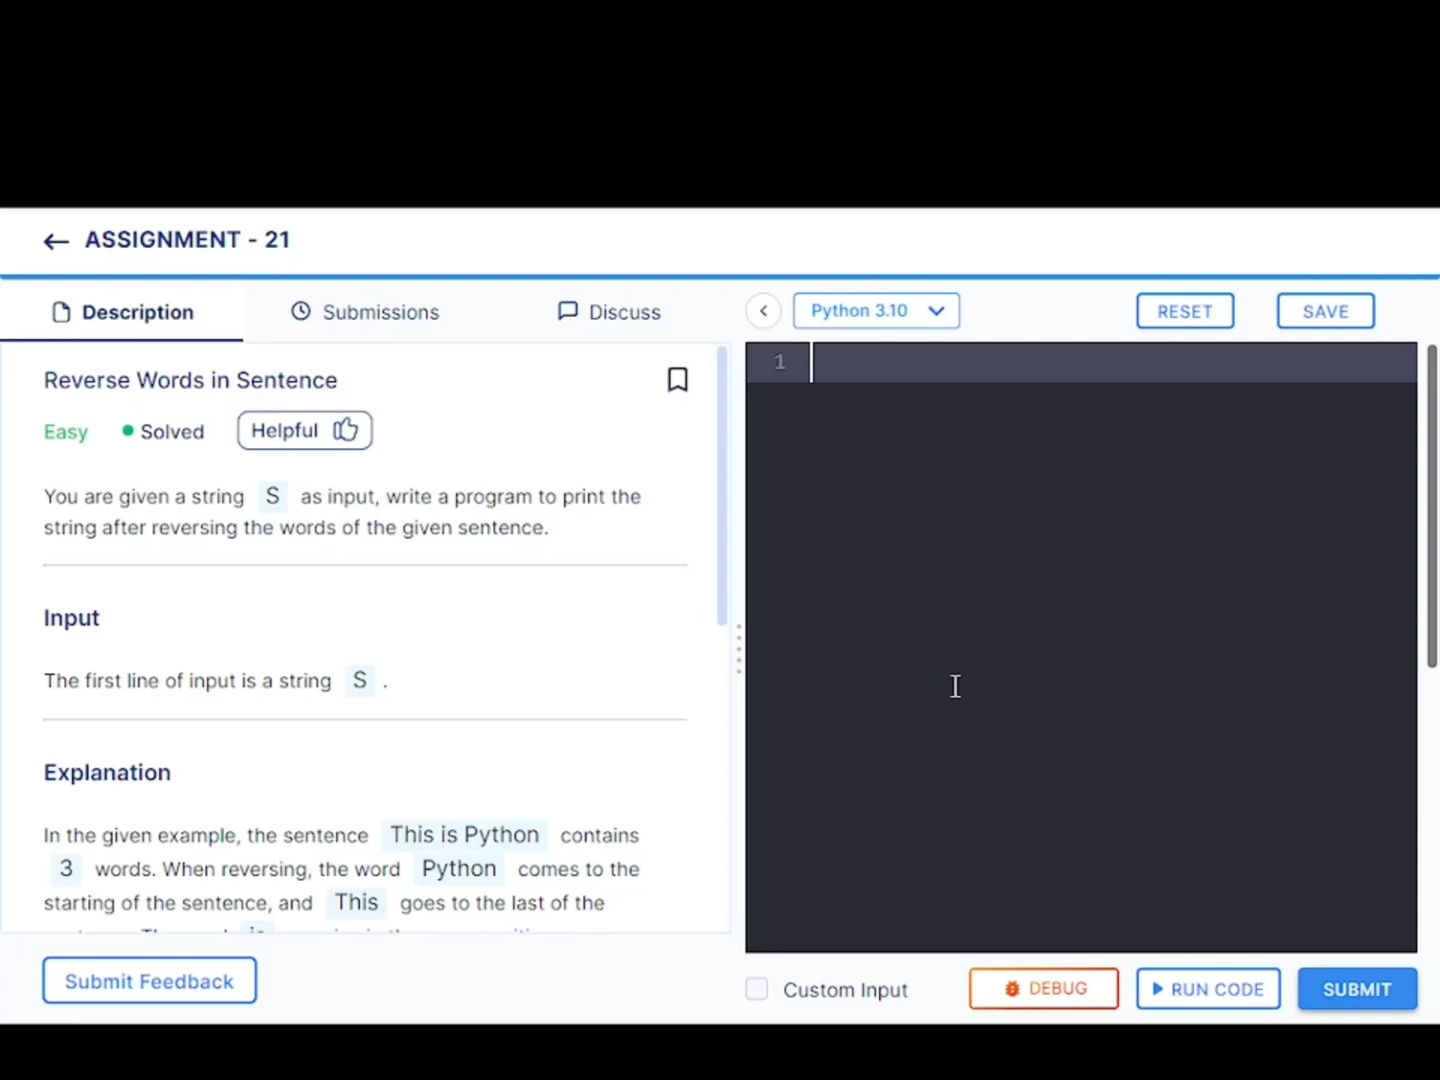 ASSIGNMENT - 21
Description
Submissions
Discuss
Python 3.10
RESET
SAVE
Reverse Words in Sentence
Easy
Solved
Helpful
You are given a string S as input, write a program to print the
string after reversing the words of the given sentence.
Input
The first line of input is a string S .
Explanation
In the given example, the sentence This is Python contains
3 words. When reversing, the word Python comes to the
starting of the sentence, and This goes to the last of the
1
Submit Feedback
Custom Input
DEBUG
RUN CODE
SUBMIT